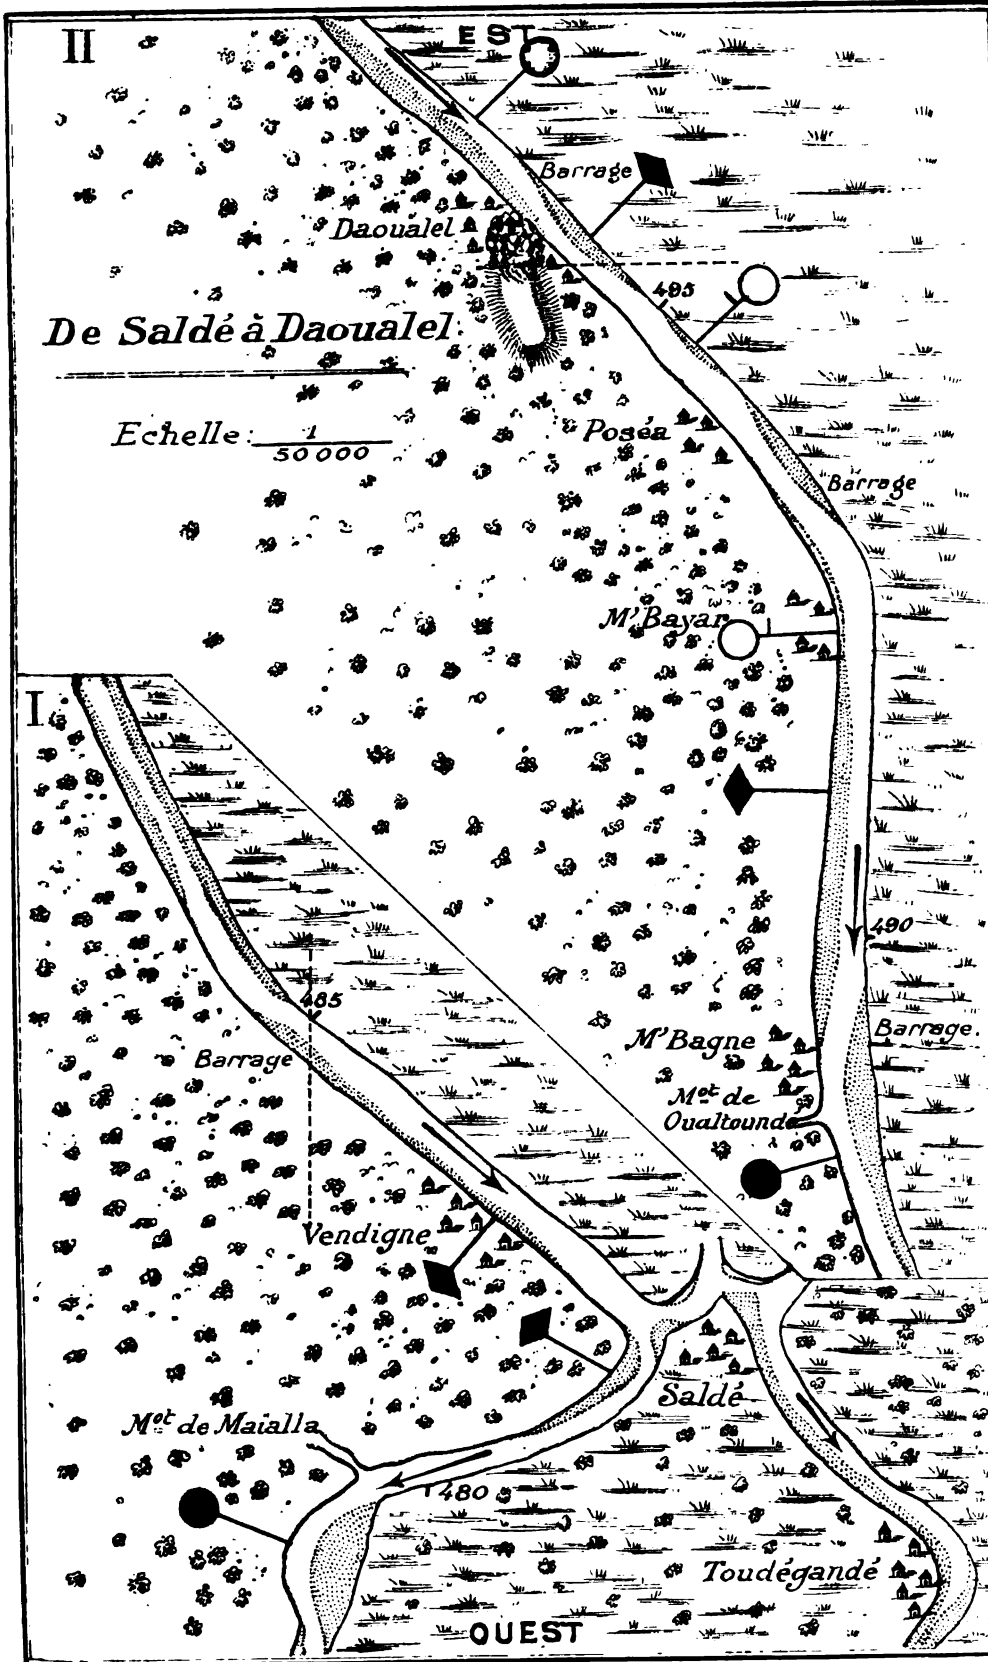 II
EST
Barrage
Daoualel
495
De Saldé à Daoualel
Echelle: 1
50000
Poséa
Barrage
M'Bayar
I
490
485
Barrage
M'Bagne
Barrage.
Mot de
Oualtounde
Vendigne
Saldé
Mot de Maialla
480
Toudégandé
OUEST